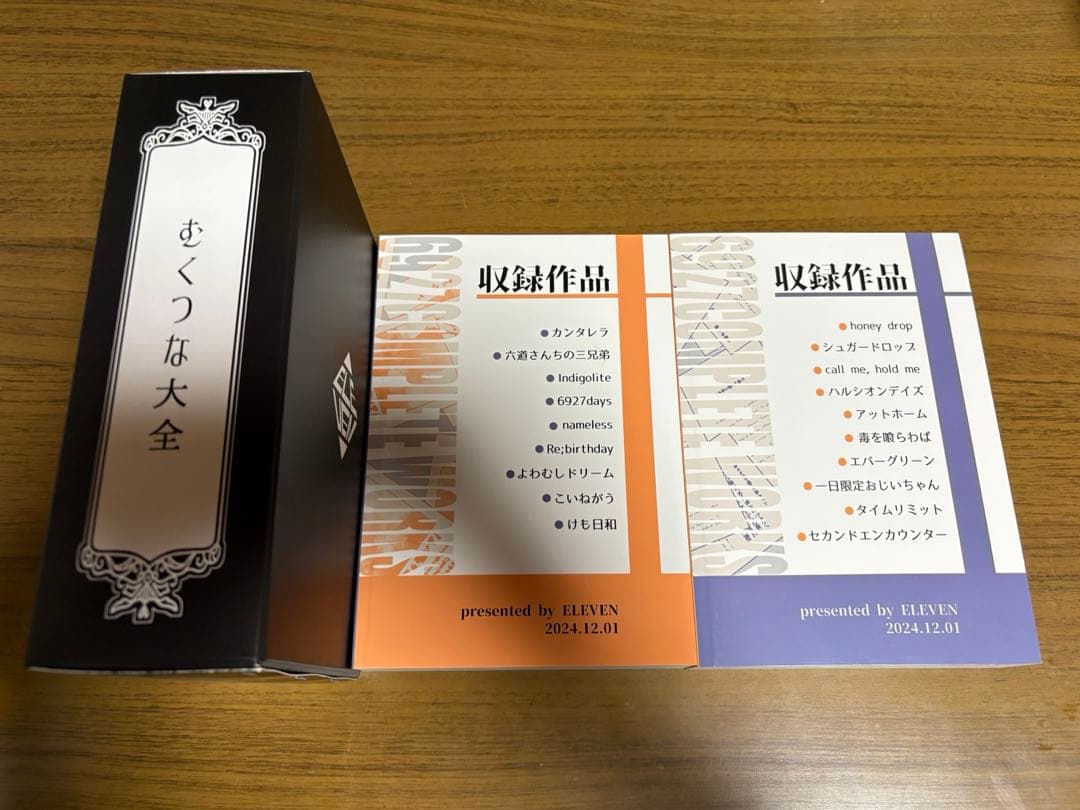 むくつな大全
6927COMPLETE WORKS
収録作品
カンタレラ
六道さんちの三兄弟
Indigolite
6927days
nameless
Re;birthday
よわむしドリーム
こいねがう
けも日和
presented by ELEVEN
2024.12.01
6927COMPLETE WORKS
収録作品
honey drop
シュガードロップ
call me, hold me
ハルシオンデイズ
アットホーム
毒を喰らわば
エバーグリーン
一日限定おじいちゃん
タイムリミット
セカンドエンカウンター
presented by ELEVEN
2024.12.01